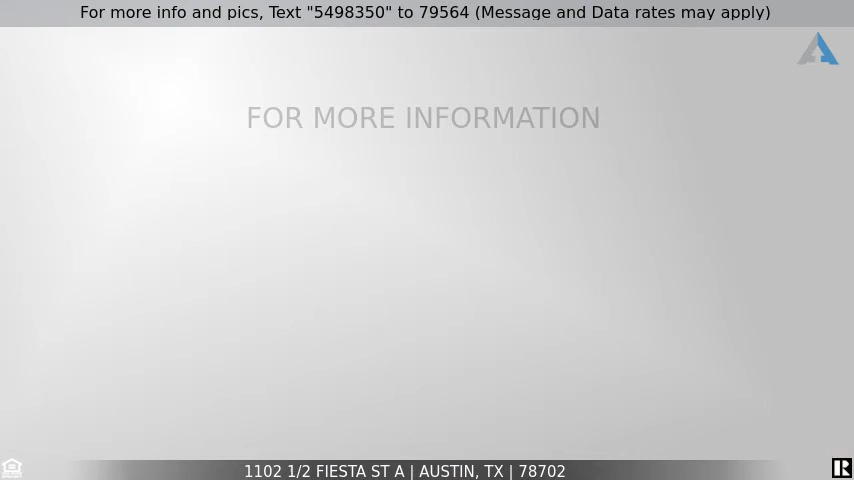 For more info and pics, Text "5498350" to 79564 (Message and Data rates may apply)
FOR MORE INFORMATION
1102 1/2 FIESTA ST A | AUSTIN, TX | 78702